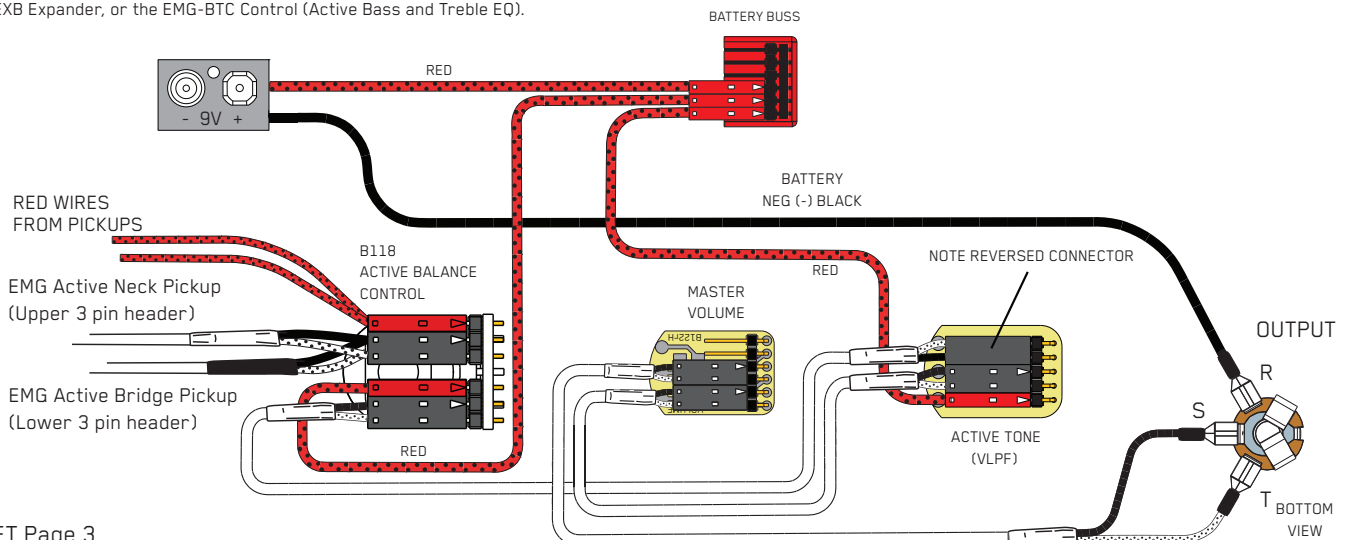 EXB Expander, or the EMG-BTC Control (Active Bass and Treble EQ).
BATTERY BUSS
RED
- 9V +
BATTERY
NEG (-) BLACK
RED WIRES
FROM PICKUPS
B118
ACTIVE BALANCE
CONTROL
RED
NOTE REVERSED CONNECTOR
EMG Active Neck Pickup
(Upper 3 pin header)
MASTER
VOLUME
B122FH
OUTPUT
R
EMG Active Bridge Pickup
(Lower 3 pin header)
S
ACTIVE TONE
(VLPF)
RED
T
BOTTOM
VIEW
ET Page 3